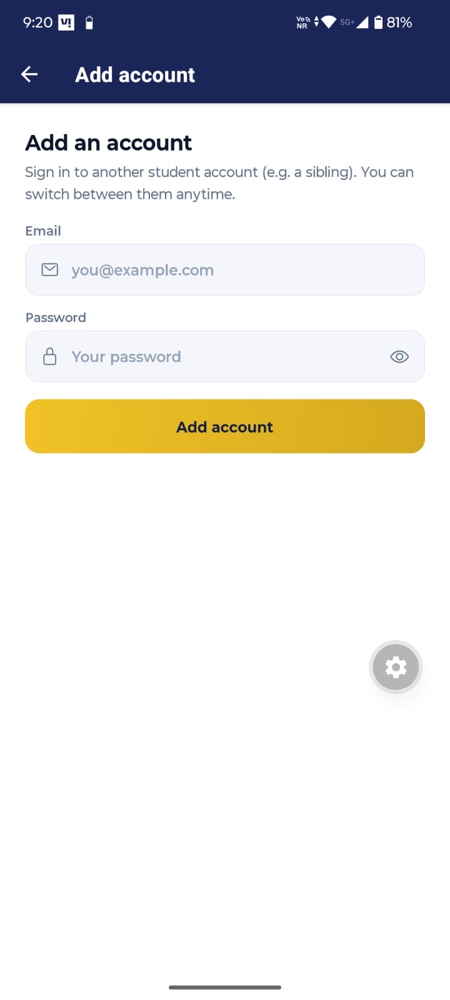 9:20 V! Vo NR 5G+ 81%
Add account
Add an account
Sign in to another student account (e.g. a sibling). You can
switch between them anytime.
Email
you@example.com
Password
Your password
Add account